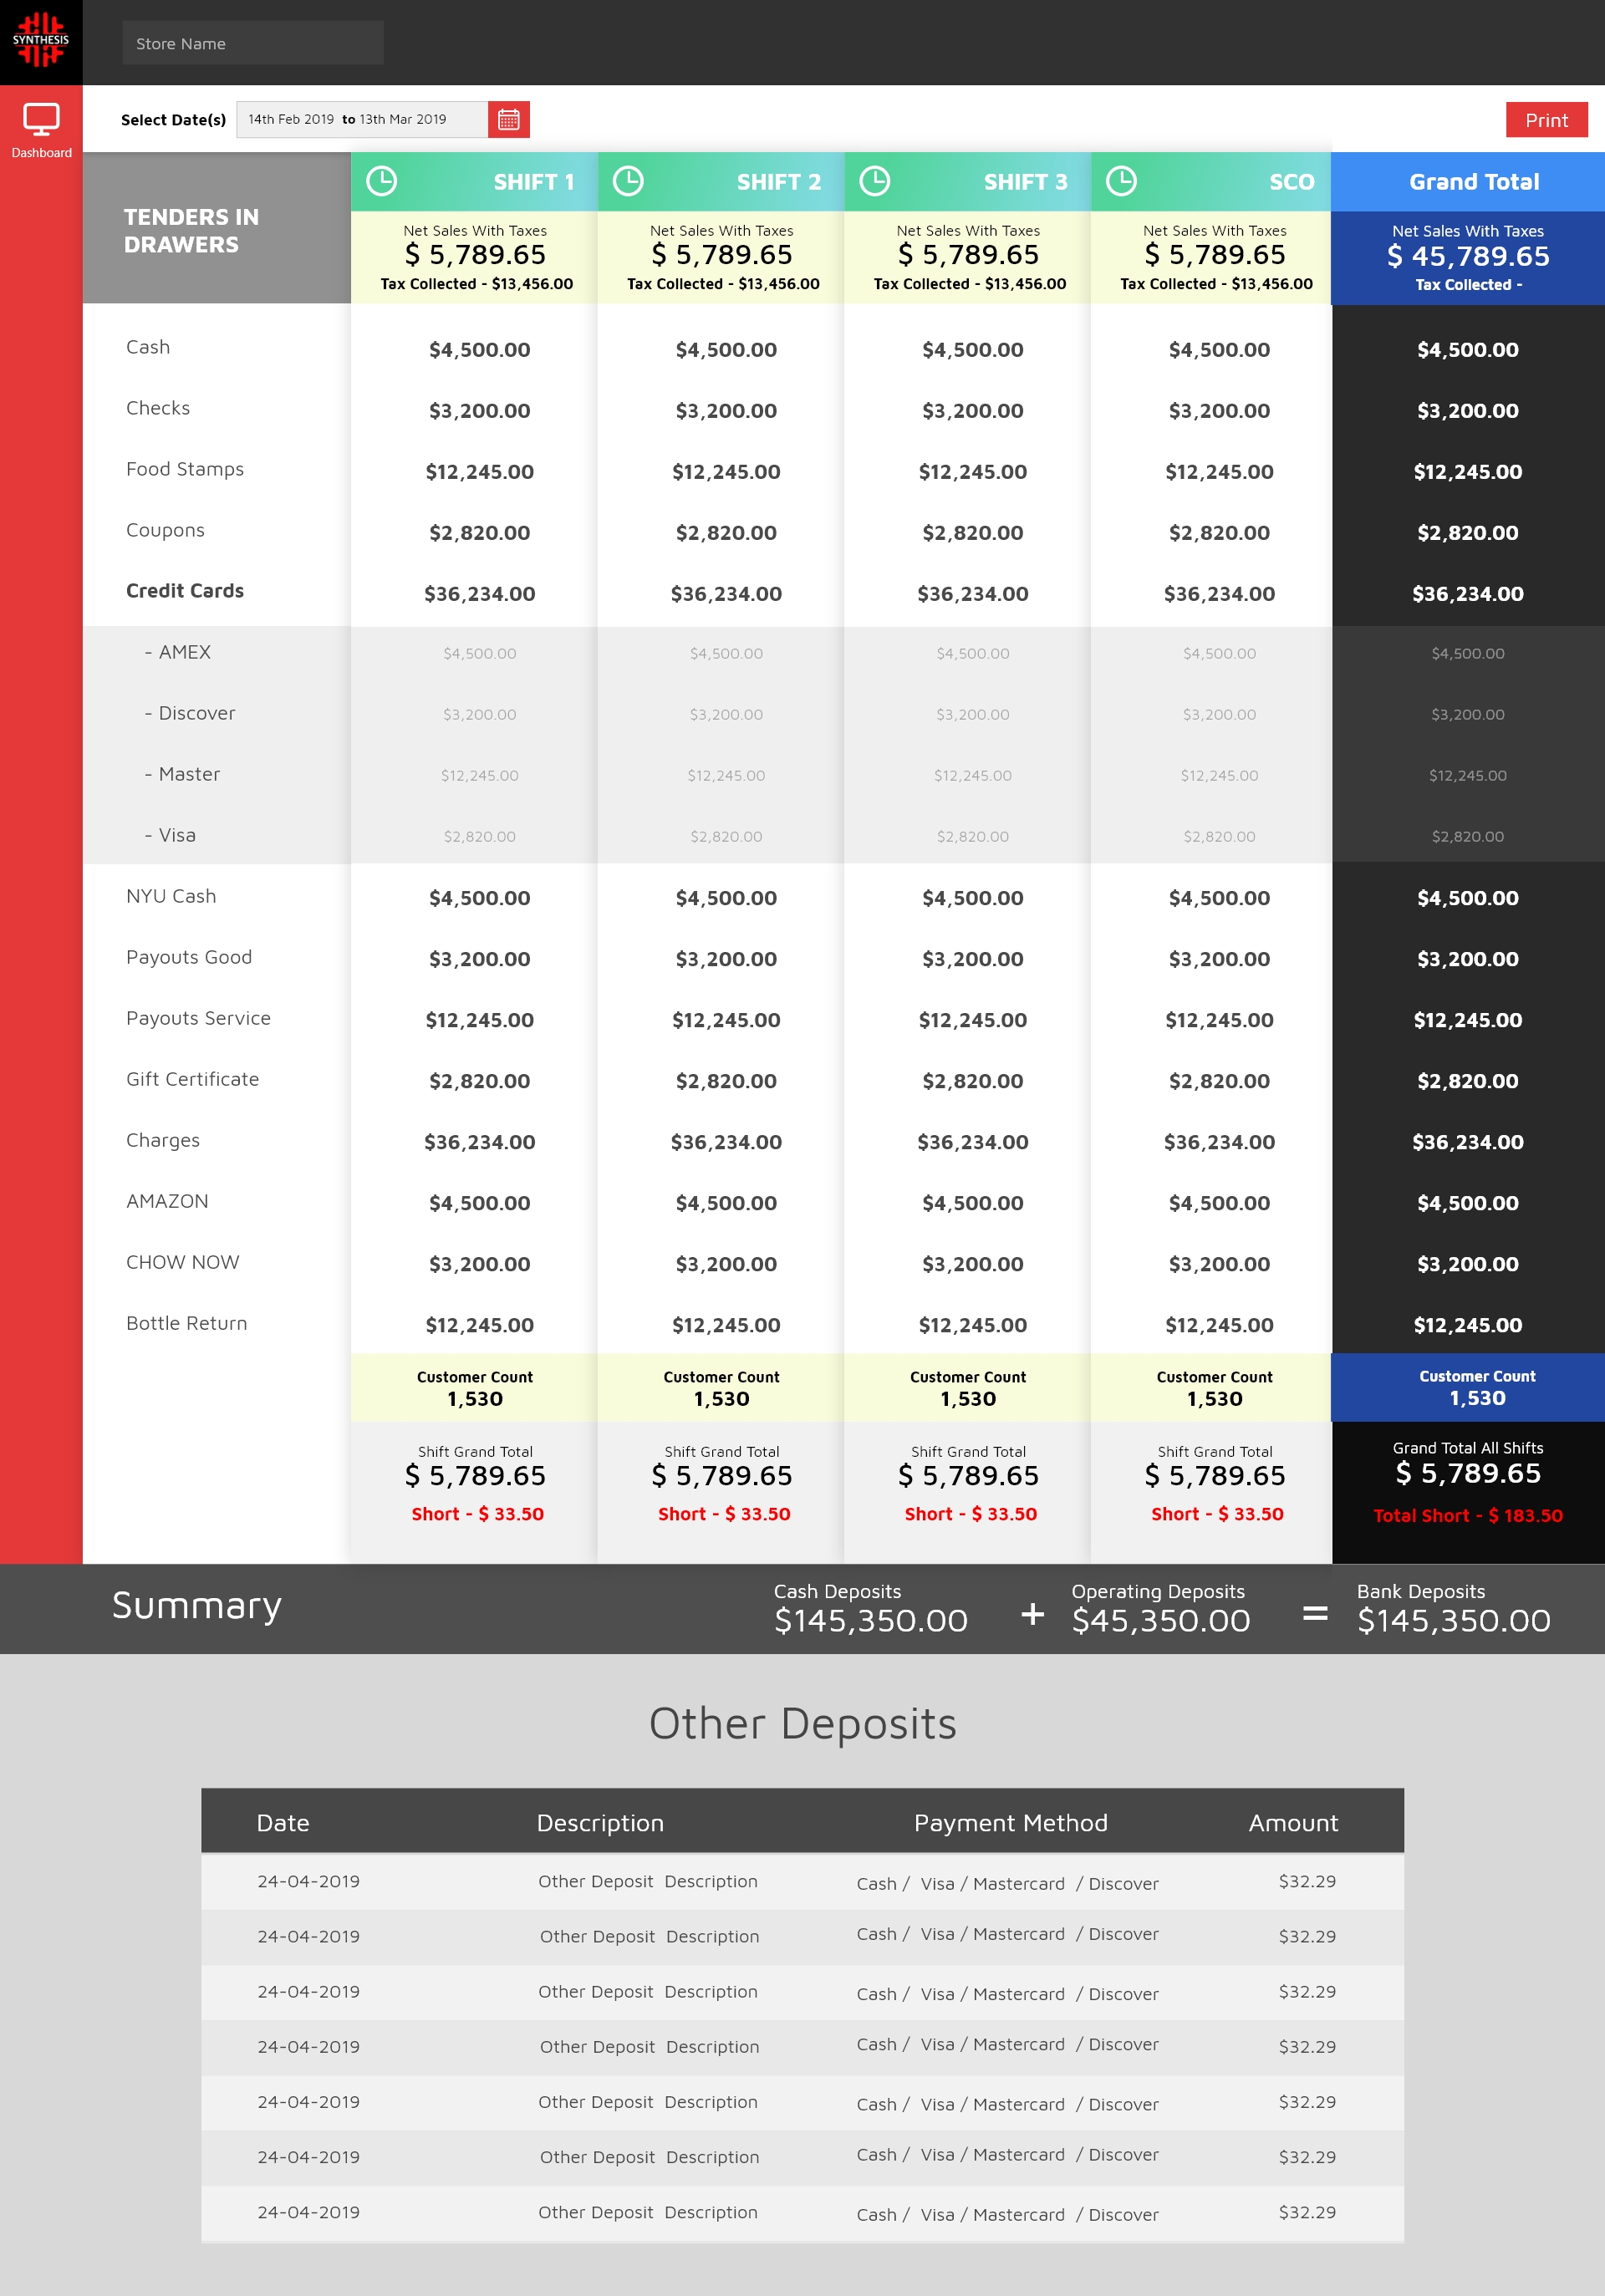 SYNTHESIS
Store Name
Dashboard
Select Date(s) 14th Feb 2019 to 13th Mar 2019
Print
TENDERS IN
DRAWERS
SHIFT 1 SHIFT 2 SHIFT 3 SCO Grand Total
Net Sales With Taxes Net Sales With Taxes Net Sales With Taxes Net Sales With Taxes Net Sales With Taxes
$ 5,789.65 $ 5,789.65 $ 5,789.65 $ 5,789.65 $ 45,789.65
Tax Collected - $13,456.00 Tax Collected - $13,456.00 Tax Collected - $13,456.00 Tax Collected - $13,456.00 Tax Collected -
Cash $4,500.00 $4,500.00 $4,500.00 $4,500.00 $4,500.00
Checks $3,200.00 $3,200.00 $3,200.00 $3,200.00 $3,200.00
Food Stamps $12,245.00 $12,245.00 $12,245.00 $12,245.00 $12,245.00
Coupons $2,820.00 $2,820.00 $2,820.00 $2,820.00 $2,820.00
Credit Cards $36,234.00 $36,234.00 $36,234.00 $36,234.00 $36,234.00
- AMEX $4,500.00 $4,500.00 $4,500.00 $4,500.00 $4,500.00
- Discover $3,200.00 $3,200.00 $3,200.00 $3,200.00 $3,200.00
- Master $12,245.00 $12,245.00 $12,245.00 $12,245.00 $12,245.00
- Visa $2,820.00 $2,820.00 $2,820.00 $2,820.00 $2,820.00
NYU Cash $4,500.00 $4,500.00 $4,500.00 $4,500.00 $4,500.00
Payouts Good $3,200.00 $3,200.00 $3,200.00 $3,200.00 $3,200.00
Payouts Service $12,245.00 $12,245.00 $12,245.00 $12,245.00 $12,245.00
Gift Certificate $2,820.00 $2,820.00 $2,820.00 $2,820.00 $2,820.00
Charges $36,234.00 $36,234.00 $36,234.00 $36,234.00 $36,234.00
AMAZON $4,500.00 $4,500.00 $4,500.00 $4,500.00 $4,500.00
CHOW NOW $3,200.00 $3,200.00 $3,200.00 $3,200.00 $3,200.00
Bottle Return $12,245.00 $12,245.00 $12,245.00 $12,245.00 $12,245.00
Customer Count Customer Count Customer Count Customer Count Customer Count
1,530 1,530 1,530 1,530 1,530
Shift Grand Total Shift Grand Total Shift Grand Total Shift Grand Total Grand Total All Shifts
$ 5,789.65 $ 5,789.65 $ 5,789.65 $ 5,789.65 $ 5,789.65
Short - $ 33.50 Short - $ 33.50 Short - $ 33.50 Short - $ 33.50 Total Short - $ 183.50
Summary
Cash Deposits Operating Deposits Bank Deposits
$145,350.00 + $45,350.00 = $145,350.00
Other Deposits
Date Description Payment Method Amount
24-04-2019 Other Deposit Description Cash / Visa / Mastercard / Discover $32.29
24-04-2019 Other Deposit Description Cash / Visa / Mastercard / Discover $32.29
24-04-2019 Other Deposit Description Cash / Visa / Mastercard / Discover $32.29
24-04-2019 Other Deposit Description Cash / Visa / Mastercard / Discover $32.29
24-04-2019 Other Deposit Description Cash / Visa / Mastercard / Discover $32.29
24-04-2019 Other Deposit Description Cash / Visa / Mastercard / Discover $32.29
24-04-2019 Other Deposit Description Cash / Visa / Mastercard / Discover $32.29